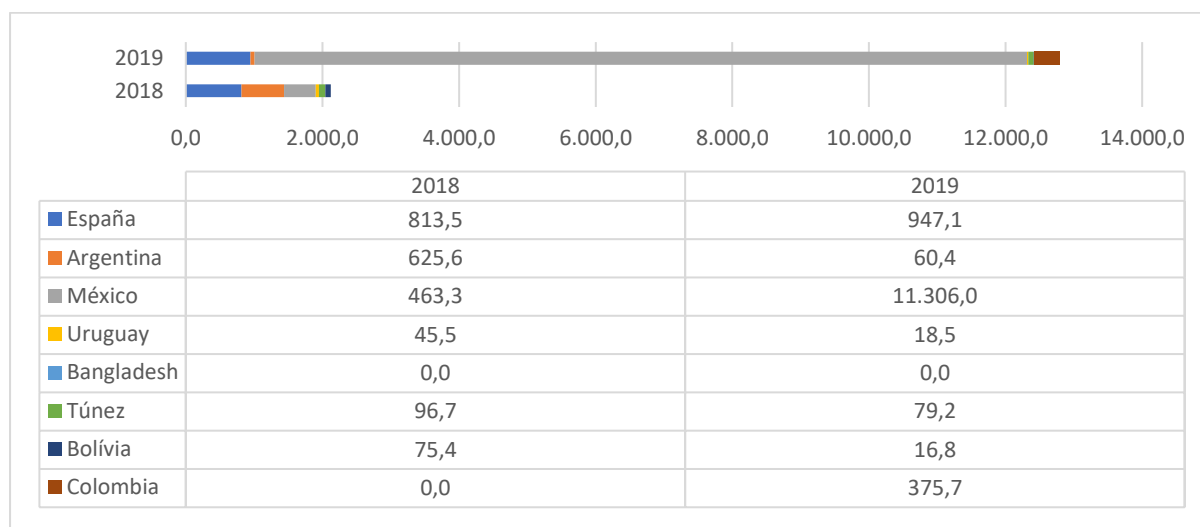 2019
2018
0,0 2.000,0 4.000,0 6.000,0 8.000,0 10.000,0 12.000,0 14.000,0
2018 2019
España 813,5 947,1
Argentina 625,6 60,4
México 463,3 11.306,0
Uruguay 45,5 18,5
Bangladesh 0,0 0,0
Túnez 96,7 79,2
Bolívia 75,4 16,8
Colombia 0,0 375,7